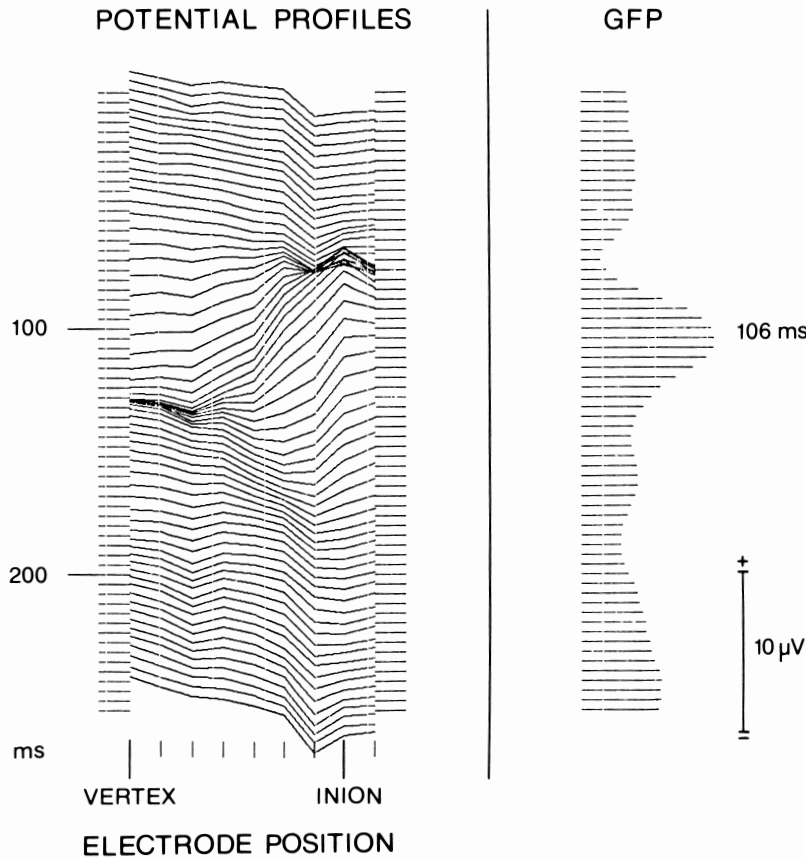 POTENTIAL PROFILES
GFP
100
106 ms
200
+
10 µV
=
ms
VERTEX
INION
ELECTRODE POSITION